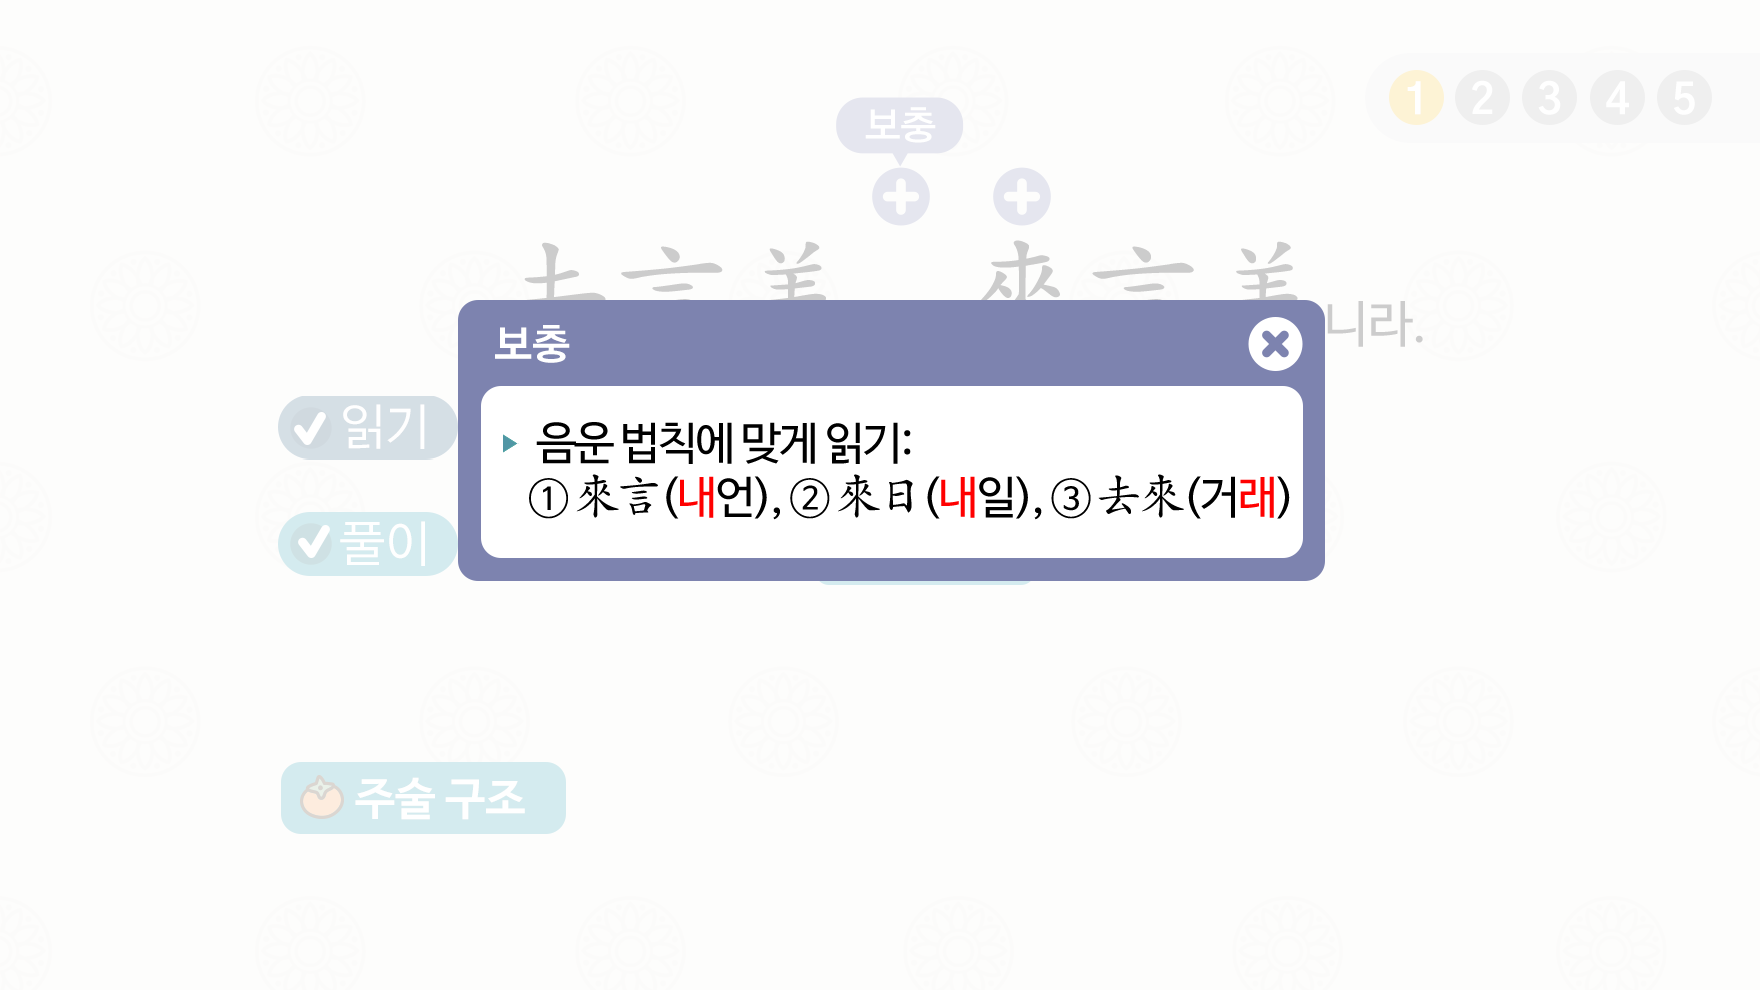 1 2 3 4 5
보충
言 美 來 言 美
니라.
보충
읽기
음운 법칙에 맞게 읽기:
① 來言(내언), ② 來日(내일), ③ 去來(거래)
풀이
주술 구조